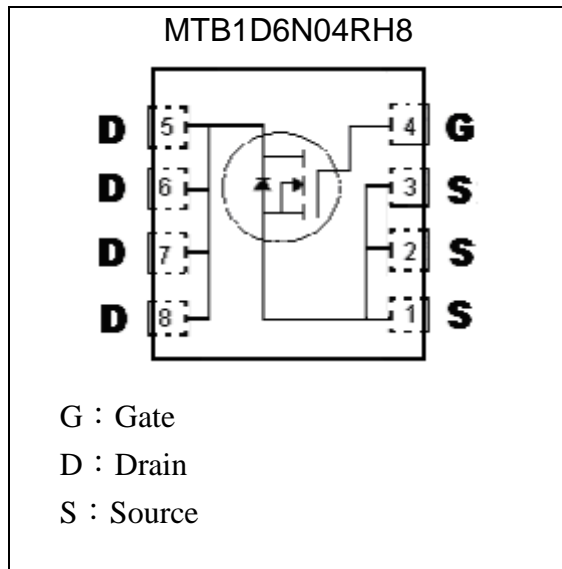 MTB1D6N04RH8
D 5 4 G
D 6 3 S
D 7 2 S
D 8 1 S
G：Gate
D：Drain
S：Source